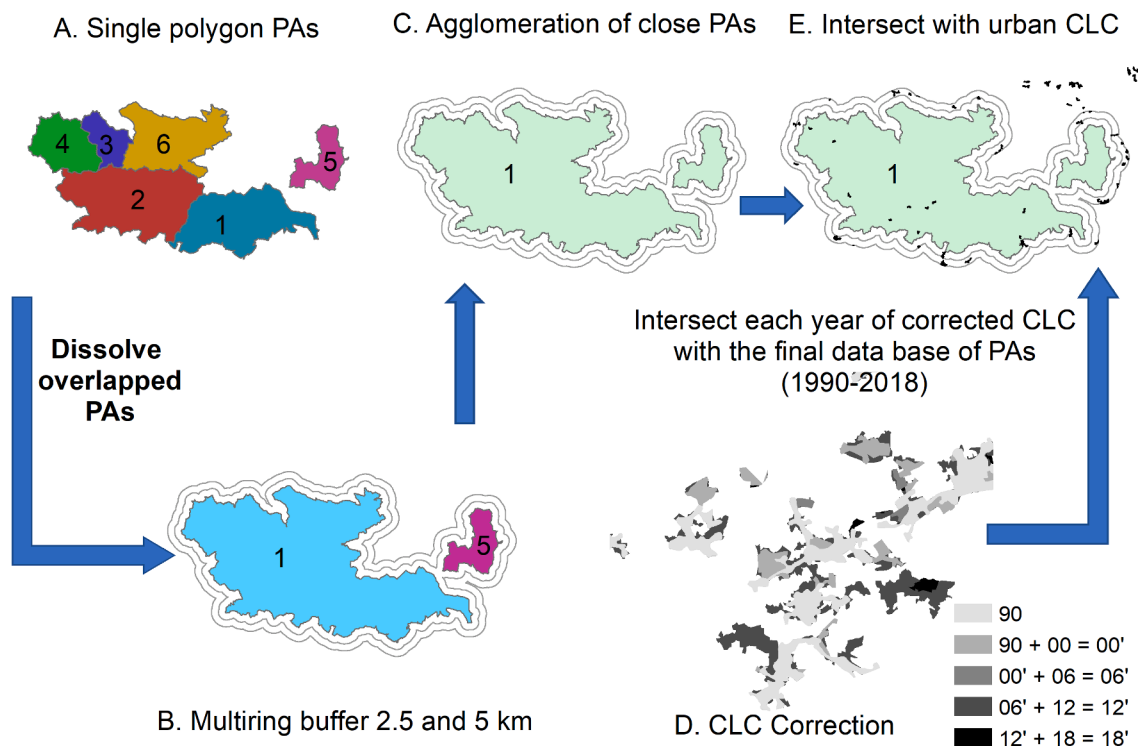 A. Single polygon PAs
4
3
6
5
2
1
Dissolve
overlapped
PAs
1
5
B. Multiring buffer 2.5 and 5 km
C. Agglomeration of close PAs
1
E. Intersect with urban CLC
1
Intersect each year of corrected CLC
with the final data base of PAs
(1990-2018)
90
90 + 00 = 00'
00' + 06 = 06'
06' + 12 = 12'
12' + 18 = 18'
D. CLC Correction